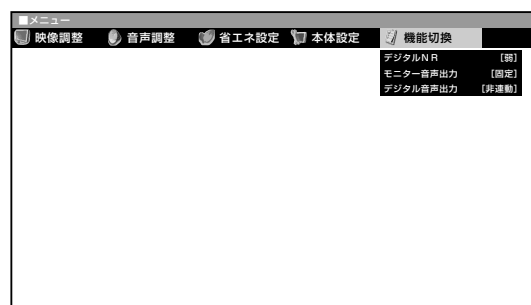 ■メニュー
映像調整 音声調整 省エネ設定 本体設定 機能切換
デジタルＮＲ [弱]
モニター音声出力 [固定]
デジタル音声出力 [非連動]